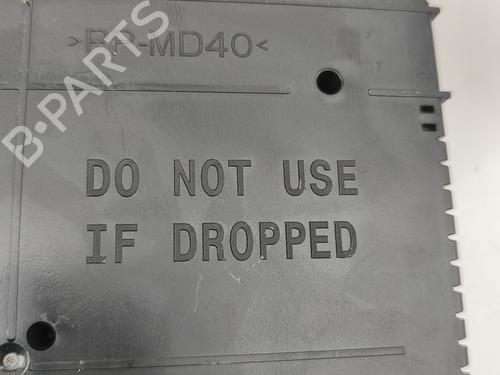 >PP-MD40<
B-PARTS
DO NOT USE
IF DROPPED